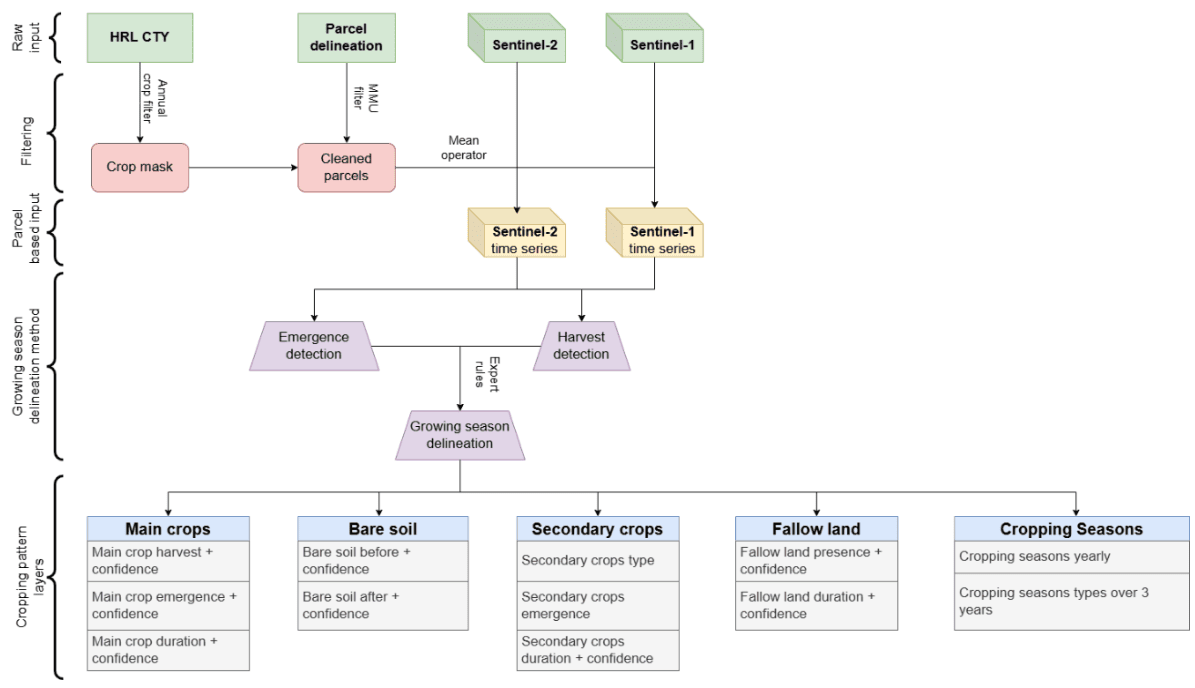 Raw
input
HRL CTY
Parcel
delineation
Sentinel-2
Sentinel-1
Filtering
Annual
crop filter
MMU
filter
Crop mask
Cleaned
parcels
Mean
operator
Parcel
based input
Sentinel-2
time series
Sentinel-1
time series
Growing season
delineation method
Emergence
detection
Harvest
detection
Expert
rules
Growing season
delineation
Cropping pattern
layers
Main crops
Main crop harvest +
confidence
Main crop emergence +
confidence
Main crop duration +
confidence
Bare soil
Bare soil before +
confidence
Bare soil after +
confidence
Secondary crops
Secondary crops type
Secondary crops
emergence
Secondary crops
duration + confidence
Fallow land
Fallow land presence +
confidence
Fallow land duration +
confidence
Cropping Seasons
Cropping seasons yearly
Cropping seasons types over 3
years